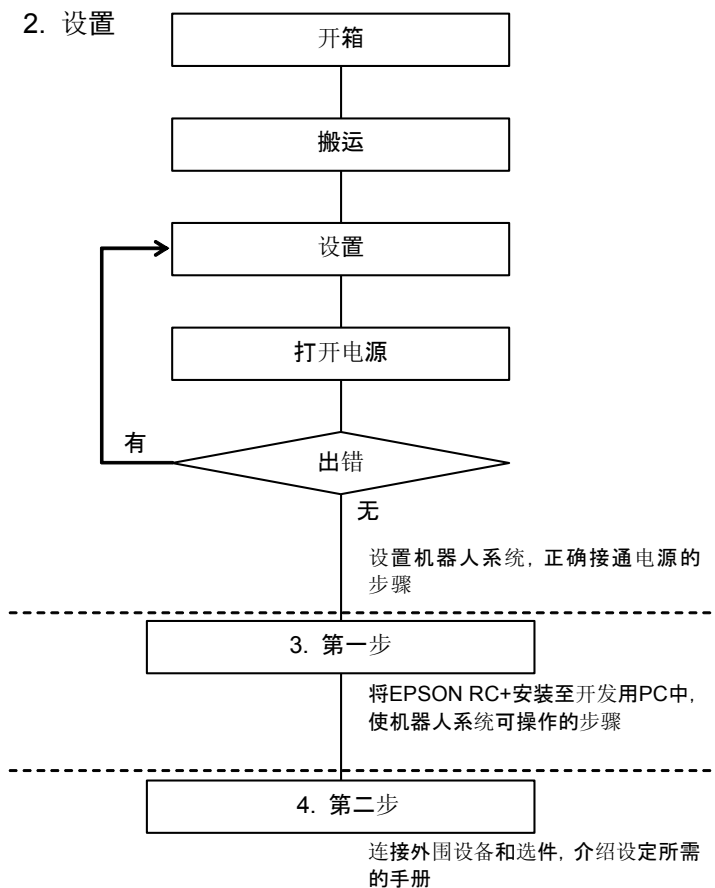 2. 设置
开箱
搬运
设置
打开电源
有
出错
无
设置机器人系统, 正确接通电源的
步骤
3. 第一步
将EPSON RC+安装至开发用PC中,
使机器人系统可操作的步骤
4. 第二步
连接外围设备和选件, 介绍设定所需
的手册